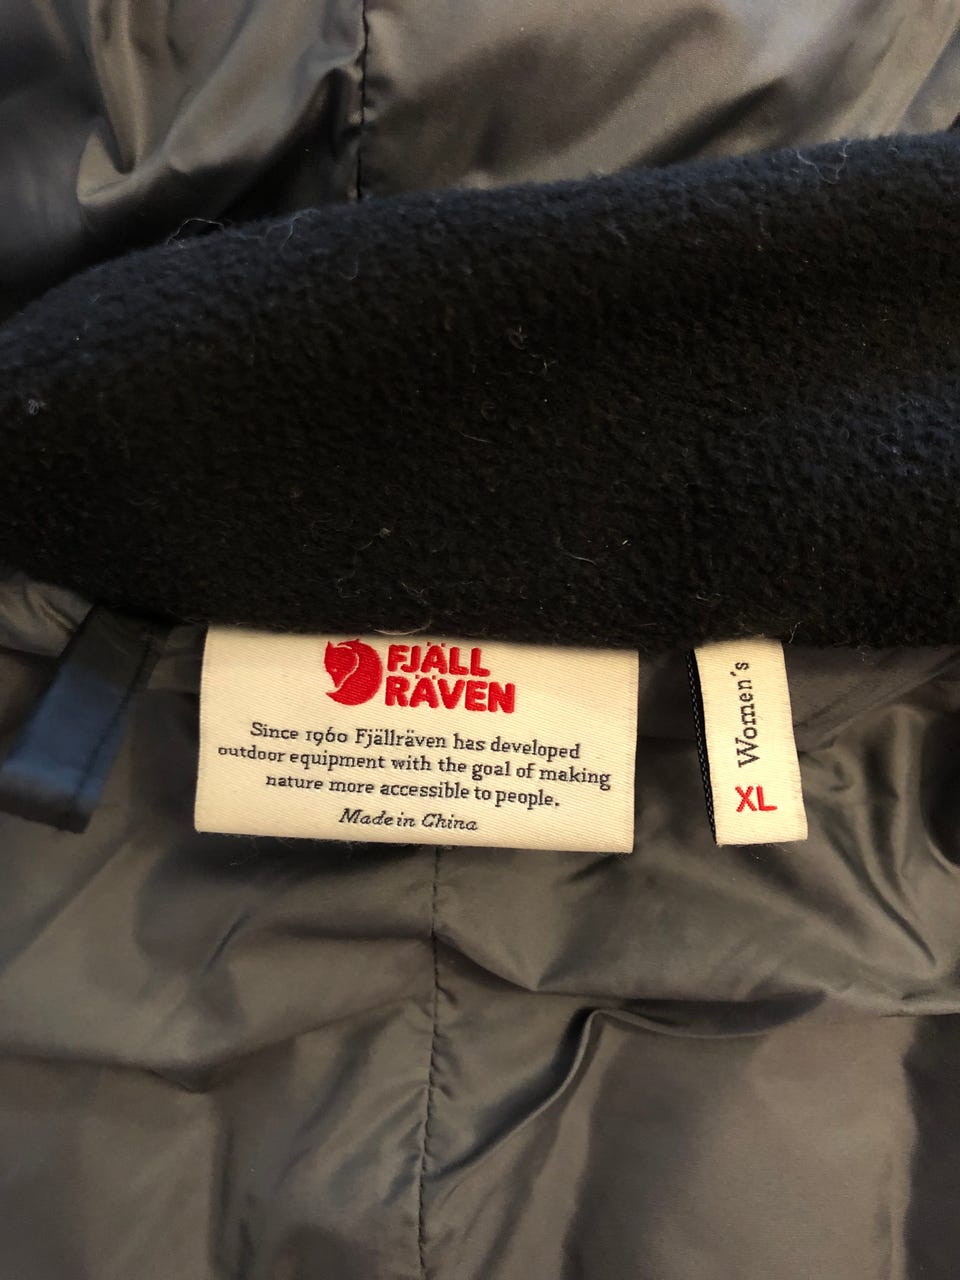 FJÄLL
RÄVEN
Since 1960 Fjällräven has developed
outdoor equipment with the goal of making
nature more accessible to people.
Made in China
Women's
XL